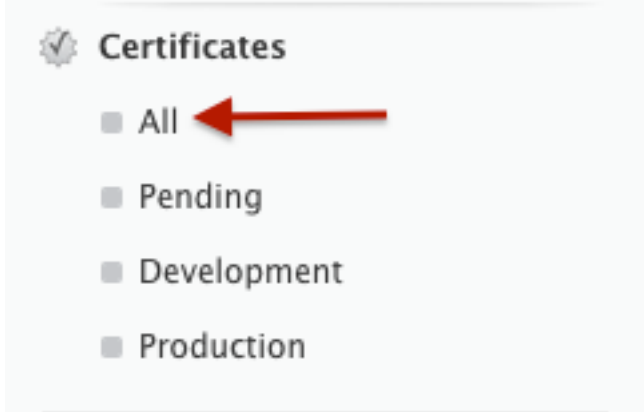 Certificates
All
Pending
Development
Production